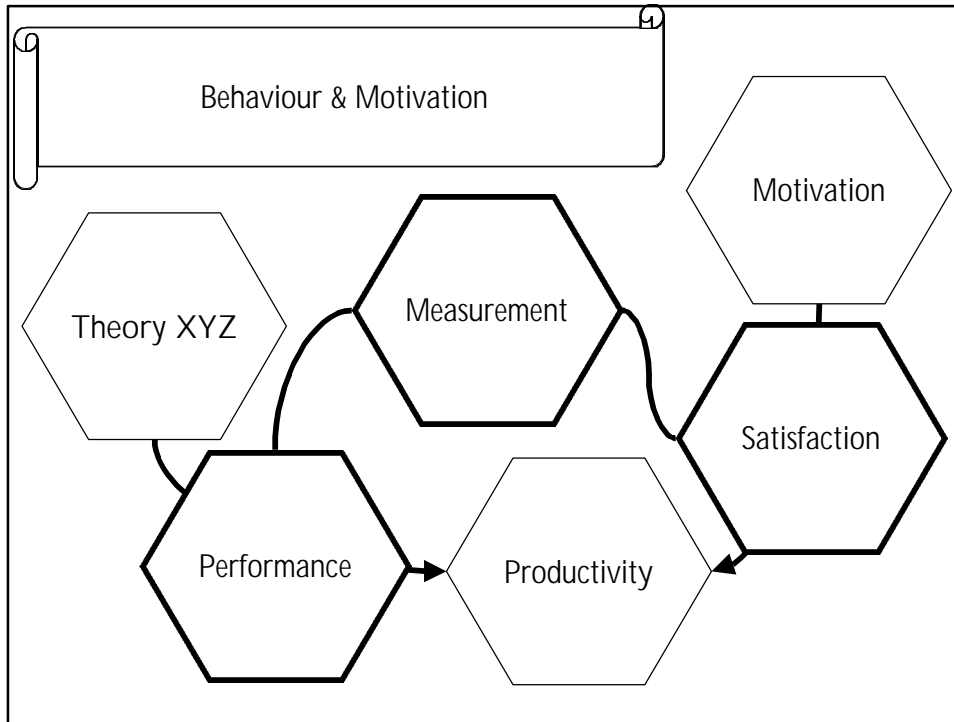 Behaviour & Motivation
Motivation
Measurement
Theory XYZ
Satisfaction
Performance
Productivity